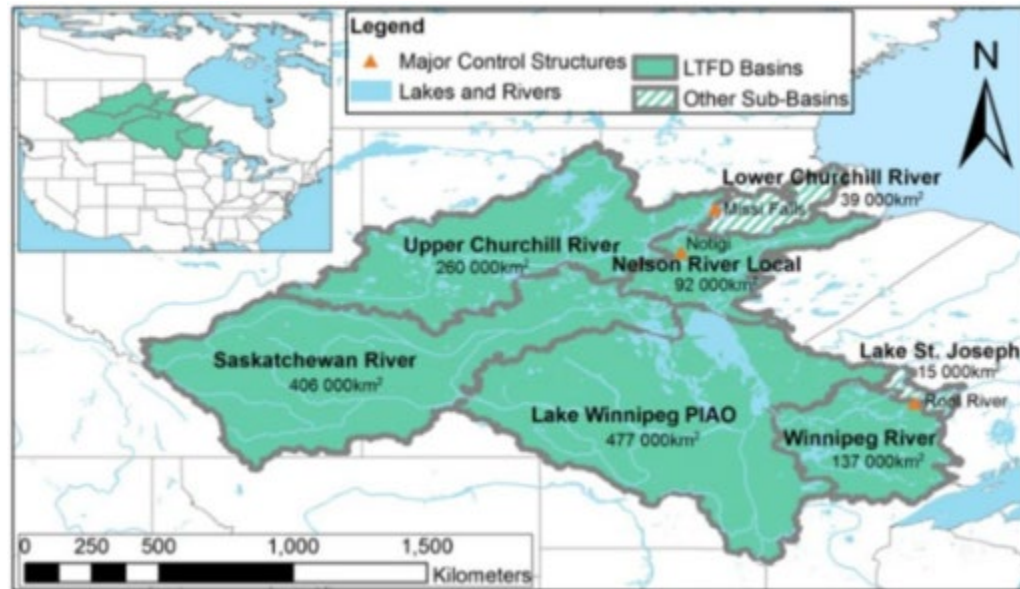 Legend
Major Control Structures
Lakes and Rivers
LTFD Basins
Other Sub-Basins
N
Lower Churchill River
39 000km²
Missi Falls
Upper Churchill River
260 000km²
Notigi
Nelson River Local
92 000km²
Saskatchewan River
406 000km²
Lake St. Joseph
15 000km²
Root River
Lake Winnipeg PIAO
477 000km²
Winnipeg River
137 000km²
0 250 500 1,000 1,500
Kilometers